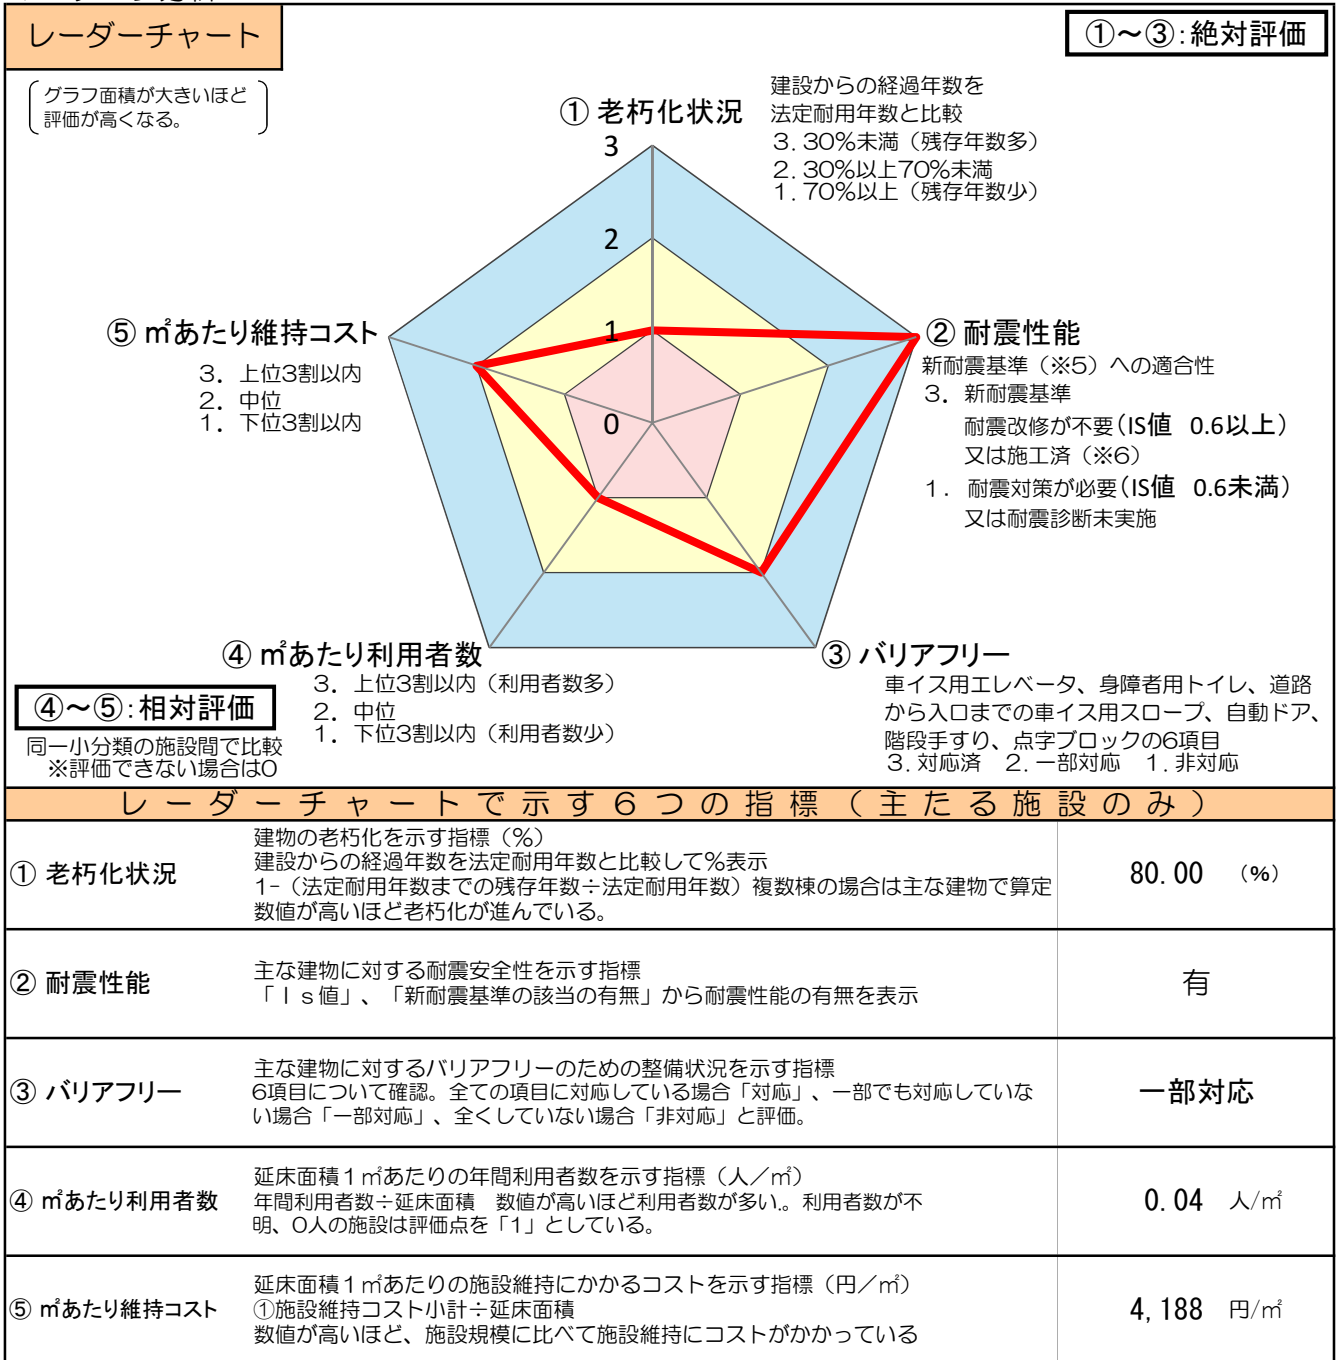 レーダーチャート
①～③:絶対評価
グラフ面積が大きいほど
評価が高くなる。
① 老朽化状況
建設からの経過年数を
法定耐用年数と比較
3. 30%未満（残存年数多）
2. 30%以上70%未満
1. 70%以上（残存年数少）
3
2
1
0
⑤ ㎡あたり維持コスト
3. 上位3割以内
2. 中位
1. 下位3割以内
② 耐震性能
新耐震基準（※5）への適合性
3. 新耐震基準
耐震改修が不要(IS値 0.6以上)
又は施工済（※6）
1. 耐震対策が必要(IS値 0.6未満)
又は耐震診断未実施
④ ㎡あたり利用者数
3. 上位3割以内（利用者数多）
2. 中位
1. 下位3割以内（利用者数少）
③ バリアフリー
車イス用エレベータ、身障者用トイレ、道路
から入口までの車イス用スロープ、自動ドア、
階段手すり、点字ブロックの6項目
3. 対応済 2. 一部対応 1. 非対応
④～⑤:相対評価
同一小分類の施設間で比較
※評価できない場合は0
レーダーチャートで示す6つの指標（主たる施設のみ）
① 老朽化状況
建物の老朽化を示す指標（%）
建設からの経過年数を法定耐用年数と比較して%表示
1-（法定耐用年数までの残存年数÷法定耐用年数）複数棟の場合は主な建物で算定
数値が高いほど老朽化が進んでいる。
80.00 (%)
② 耐震性能
主な建物に対する耐震安全性を示す指標
「Ｉｓ値」、「新耐震基準の該当の有無」から耐震性能の有無を表示
有
③ バリアフリー
主な建物に対するバリアフリーのための整備状況を示す指標
6項目について確認。全ての項目に対応している場合「対応」、一部でも対応していな
い場合「一部対応」、全くしていない場合「非対応」と評価。
一部対応
④ ㎡あたり利用者数
延床面積１㎡あたりの年間利用者数を示す指標（人／㎡）
年間利用者数÷延床面積 数値が高いほど利用者数が多い。利用者数が不
明、0人の施設は評価点を「1」としている。
0.04 人/㎡
⑤ ㎡あたり維持コスト
延床面積１㎡あたりの施設維持にかかるコストを示す指標（円／㎡）
①施設維持コスト小計÷延床面積
数値が高いほど、施設規模に比べて施設維持にコストがかかっている
4,188 円/㎡